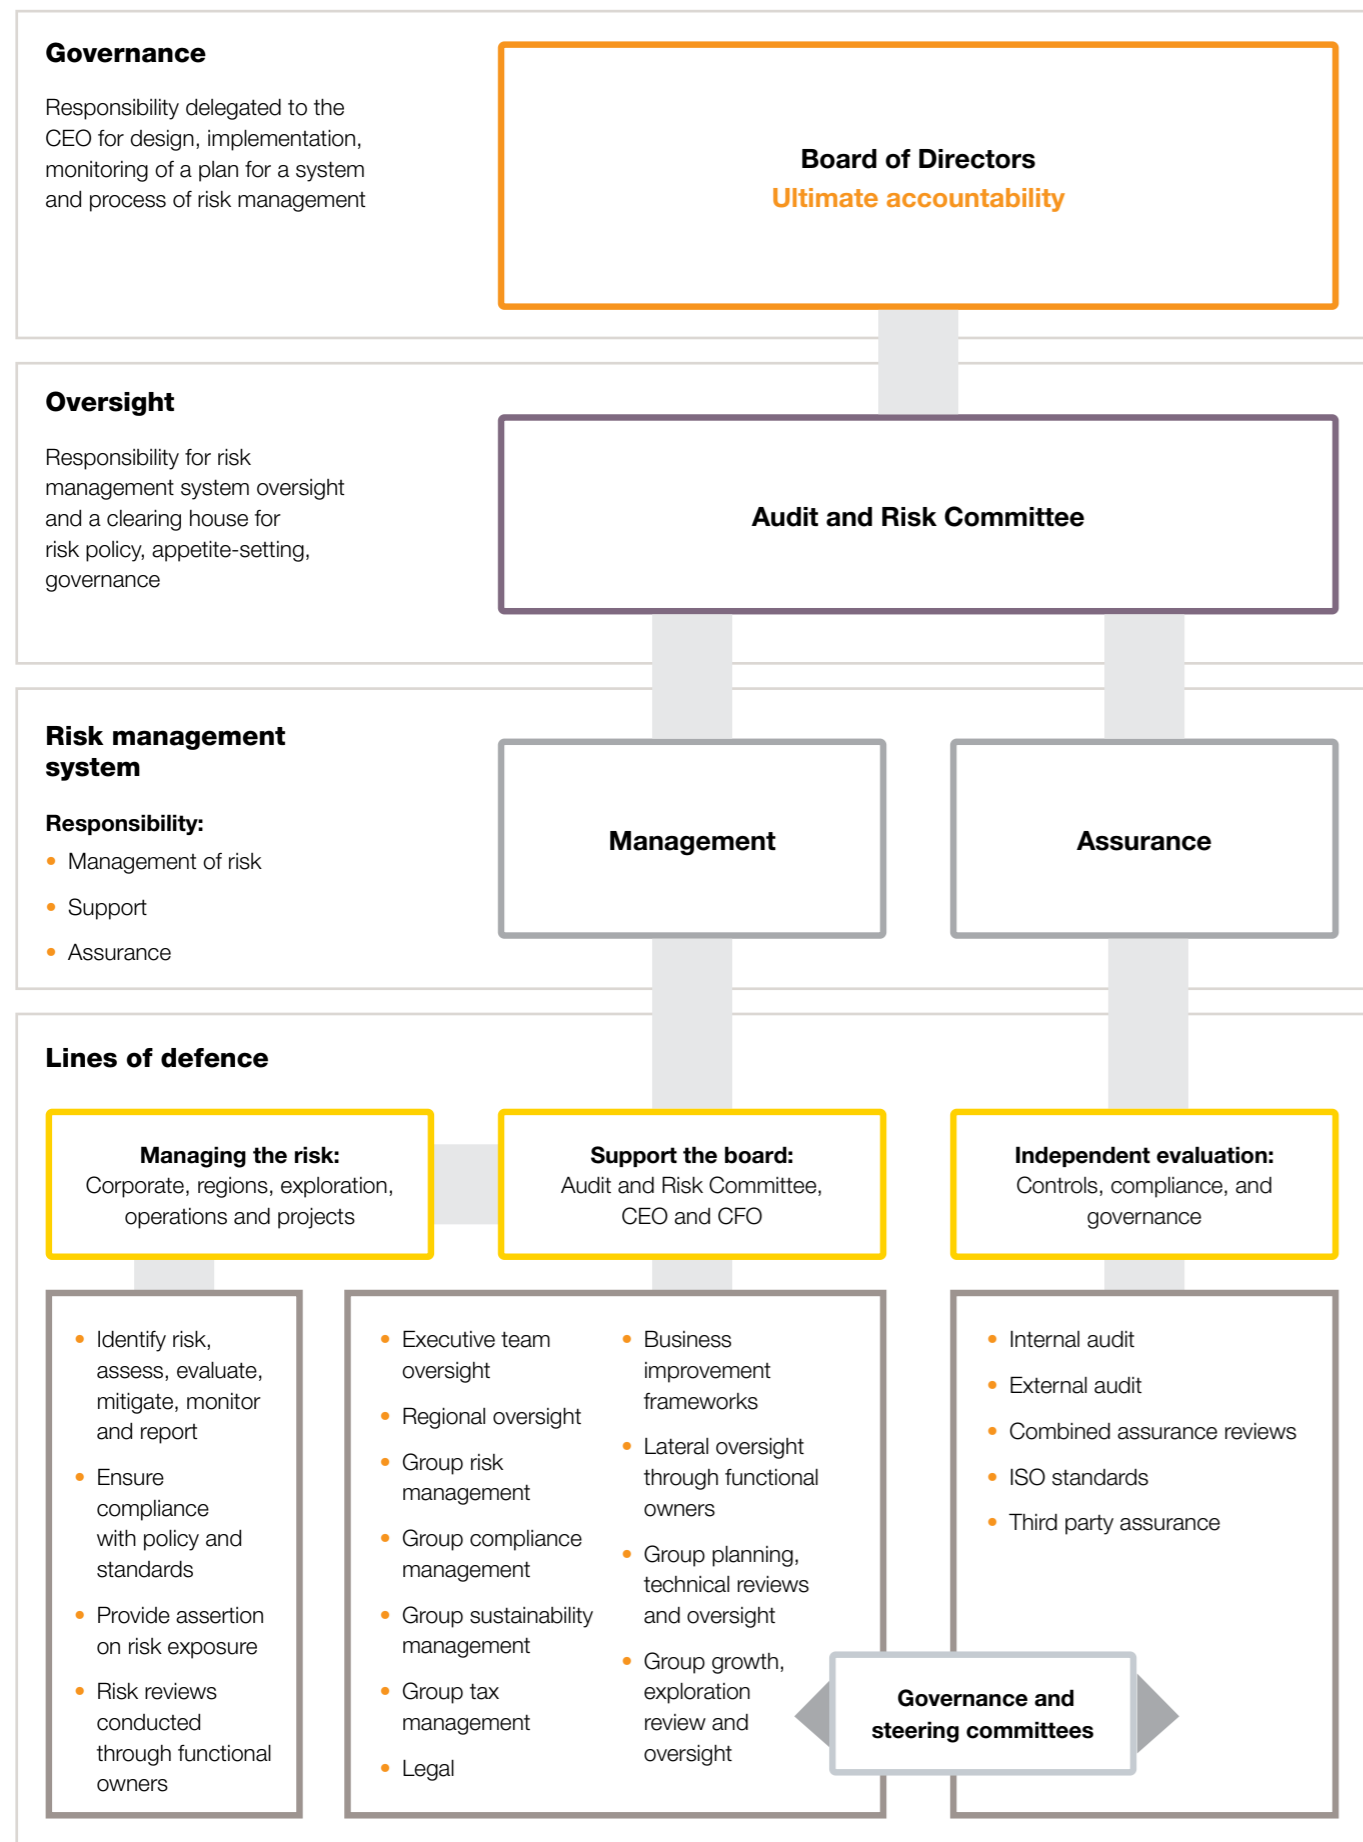 Governance
Responsibility delegated to the
CEO for design, implementation,
monitoring of a plan for a system
and process of risk management
Board of Directors
Ultimate accountability
Oversight
Responsibility for risk
management system oversight
and a clearing house for
risk policy, appetite-setting,
governance
Audit and Risk Committee
Risk management
system
Responsibility:
• Management of risk
• Support
• Assurance
Management
Assurance
Lines of defence
Managing the risk:
Corporate, regions, exploration,
operations and projects
Support the board:
Audit and Risk Committee,
CEO and CFO
Independent evaluation:
Controls, compliance, and
governance
• Identify risk,
assess, evaluate,
mitigate, monitor
and report
• Ensure
compliance
with policy and
standards
• Provide assertion
on risk exposure
• Risk reviews
conducted
through functional
owners
• Executive team
oversight
• Regional oversight
• Group risk
management
• Group compliance
management
• Group sustainability
management
• Group tax
management
• Legal
• Business
improvement
frameworks
• Lateral oversight
through functional
owners
• Group planning,
technical reviews
and oversight
• Group growth,
exploration
review and
oversight
• Internal audit
• External audit
• Combined assurance reviews
• ISO standards
• Third party assurance
Governance and
steering committees